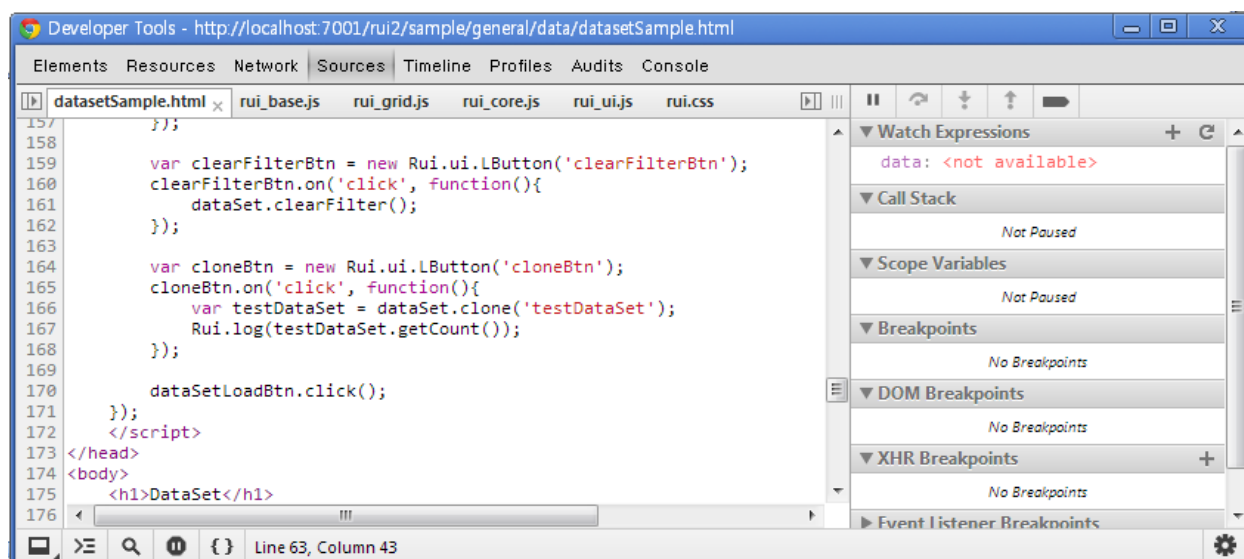 Developer Tools - http://localhost:7001/rui2/sample/general/data/datasetSample.html
Elements Resources Network Sources Timeline Profiles Audits Console
datasetSample.html × rui_base.js rui_grid.js rui_core.js rui_ui.js rui.css
157 });
158
159 var clearFilterBtn = new Rui.ui.LButton('clearFilterBtn');
160 clearFilterBtn.on('click', function(){
161 dataSet.clearFilter();
162 });
163
164 var cloneBtn = new Rui.ui.LButton('cloneBtn');
165 cloneBtn.on('click', function(){
166 var testDataSet = dataSet.clone('testDataSet');
167 Rui.log(testDataSet.getCount());
168 });
169
170 dataSetLoadBtn.click();
171 });
172 </script>
173 </head>
174 <body>
175 <h1>DataSet</h1>
176
Watch Expressions
data: <not available>
Call Stack
Not Paused
Scope Variables
Not Paused
Breakpoints
No Breakpoints
DOM Breakpoints
No Breakpoints
XHR Breakpoints
No Breakpoints
Event Listener Breakpoints
{ } Line 63, Column 43